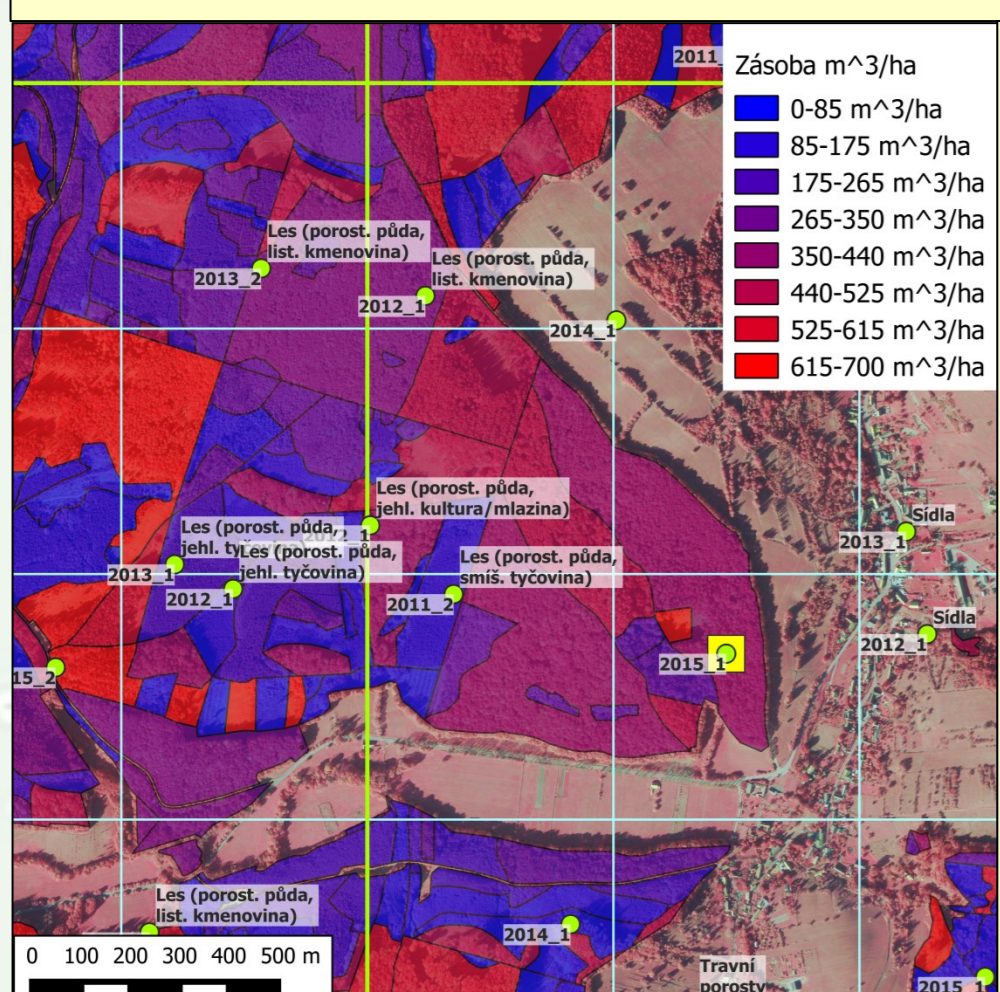 2011_
Zásoba m^3/ha
0-85 m^3/ha
85-175 m^3/ha
175-265 m^3/ha
265-350 m^3/ha
350-440 m^3/ha
440-525 m^3/ha
525-615 m^3/ha
615-700 m^3/ha
Les (porost. půda,
list. kmenovina)
2013_2
Les (porost. půda,
list. kmenovina)
2012_1
2014_1
Les (porost. půda,
jehl. kultura/mlazina)
2012_1
Les (porost. půda,
jehl. tyčovina)
2013_1
Les (porost. půda,
jehl. tyčovina)
2012_1
Les (porost. půda,
smíš. tyčovina)
2011_2
Sídla
2013_1
Sídla
2012_1
2015_1
15_2
Les (porost. půda,
list. kmenovina)
2014_1
Travní
porosty
2015_1
0 100 200 300 400 500 m